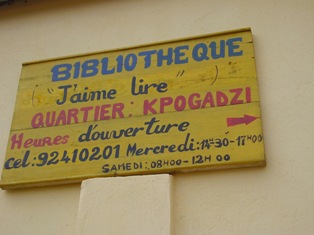 BIBLIOTHEQUE
("J'aime lire")
QUARTIER: KPOGADZI
Heures d'ouverture
Cel: 92410201 Mercredi: 14H30-17H00
SAMEDI: 08H00-12H00